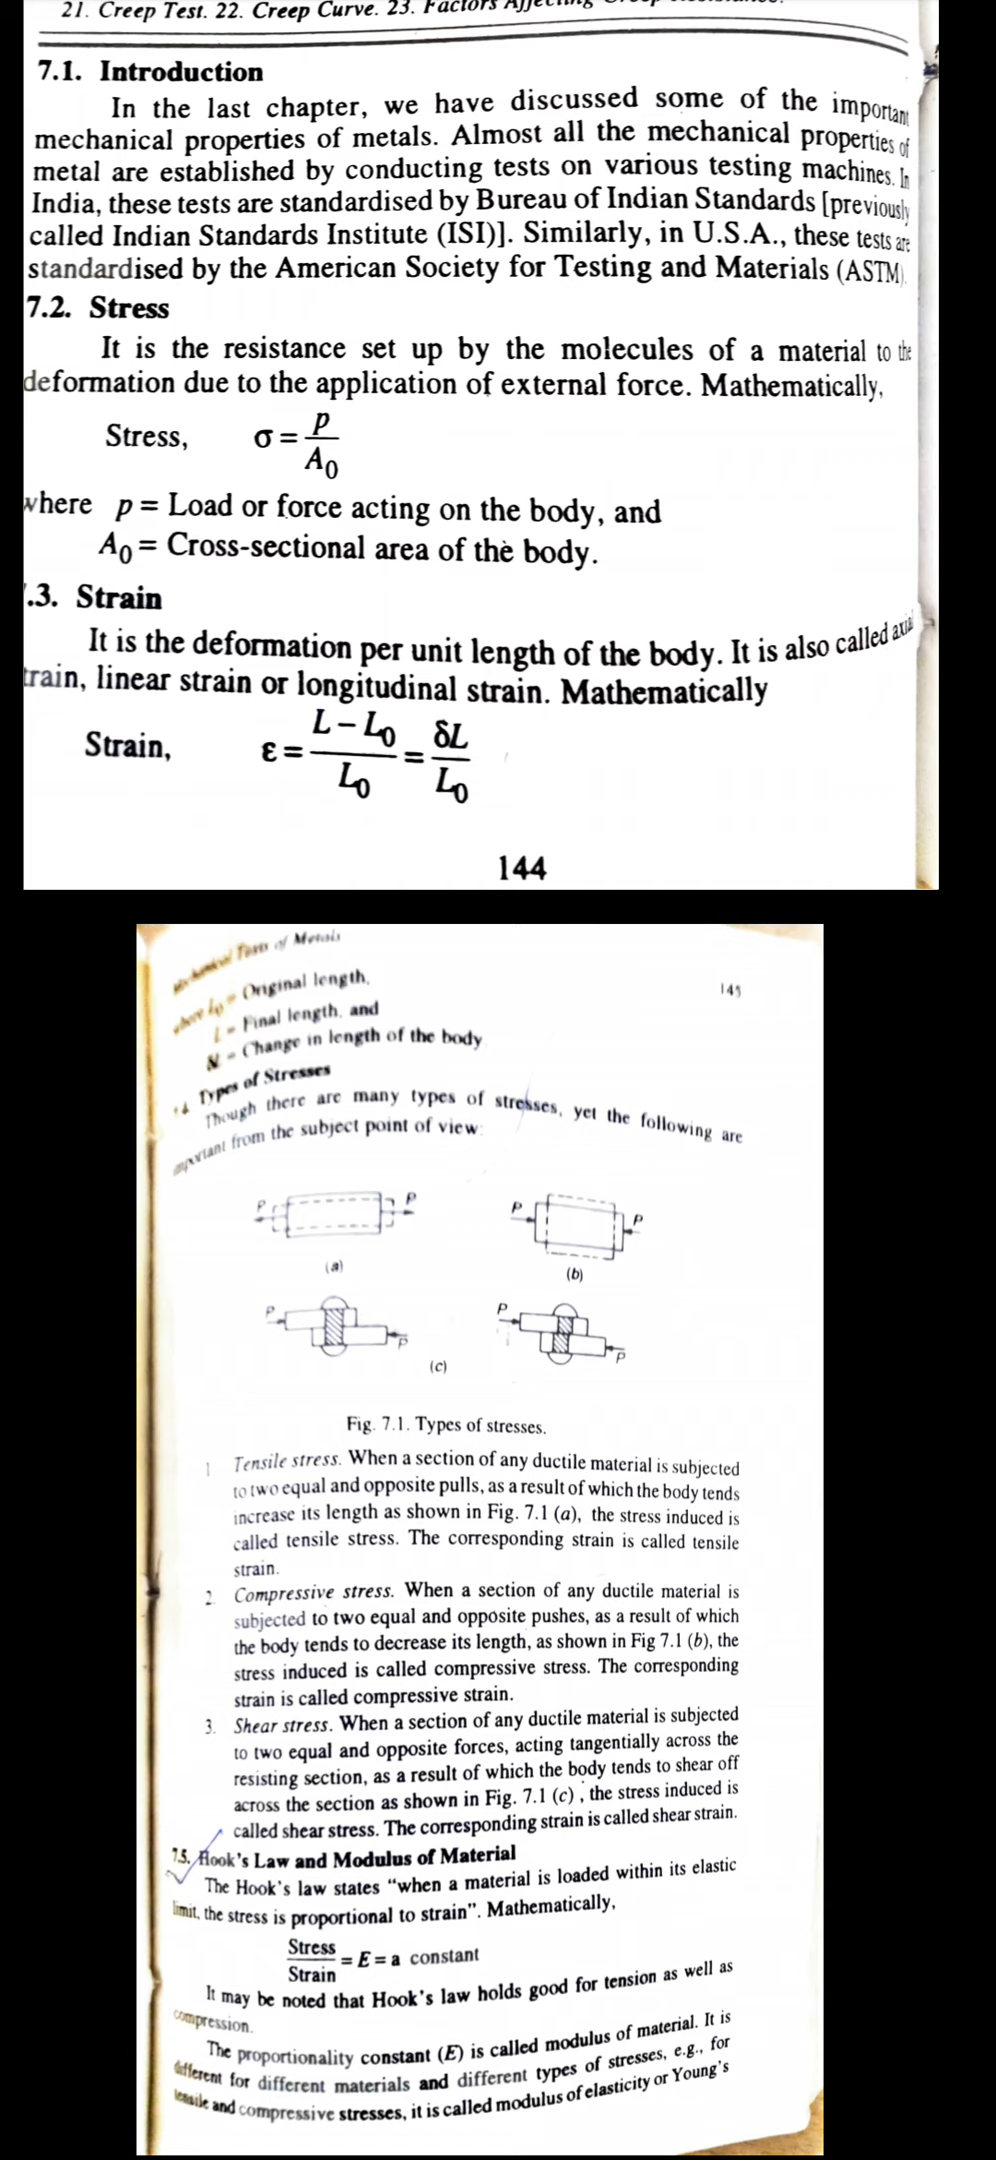 21. Creep Test. 22. Creep Curve. 23. Factors
7.1. Introduction
In the last chapter, we have discussed some of the important
mechanical properties of metals. Almost all the mechanical properties of
metal are established by conducting tests on various testing machines. In
India, these tests are standardised by Bureau of Indian Standards [previously
called Indian Standards Institute (ISI)]. Similarly, in U.S.A., these tests are
standardised by the American Society for Testing and Materials (ASTM).
7.2. Stress
It is the resistance set up by the molecules of a material to the
deformation due to the application of external force. Mathematically,
Stress, σ = p / A₀
where p = Load or force acting on the body, and
A₀ = Cross-sectional area of the body.
.3. Strain
It is the deformation per unit length of the body. It is also called axial
train, linear strain or longitudinal strain. Mathematically
Strain, ε = L − L₀ / L₀ = δL / L₀
144
Mechanical Tests of Metals
145
where L₀ = Original length,
L = Final length, and
δL = Change in length of the body
7.4. Types of Stresses
Though there are many types of stresses, yet the following are
important from the subject point of view:
P P
P P
(a)
(b)
P P
P P
(c)
Fig. 7.1. Types of stresses.
1 Tensile stress. When a section of any ductile material is subjected
to two equal and opposite pulls, as a result of which the body tends
increase its length as shown in Fig. 7.1 (a), the stress induced is
called tensile stress. The corresponding strain is called tensile
strain.
2. Compressive stress. When a section of any ductile material is
subjected to two equal and opposite pushes, as a result of which
the body tends to decrease its length, as shown in Fig 7.1 (b), the
stress induced is called compressive stress. The corresponding
strain is called compressive strain.
3. Shear stress. When a section of any ductile material is subjected
to two equal and opposite forces, acting tangentially across the
resisting section, as a result of which the body tends to shear off
across the section as shown in Fig. 7.1 (c), the stress induced is
called shear stress. The corresponding strain is called shear strain.
7.5. Hook's Law and Modulus of Material
The Hook's law states "when a material is loaded within its elastic
limit, the stress is proportional to strain". Mathematically,
Stress / Strain = E = a constant
It may be noted that Hook's law holds good for tension as well as
compression.
The proportionality constant (E) is called modulus of material. It is
different for different materials and different types of stresses, e.g., for
tensile and compressive stresses, it is called modulus of elasticity or Young's